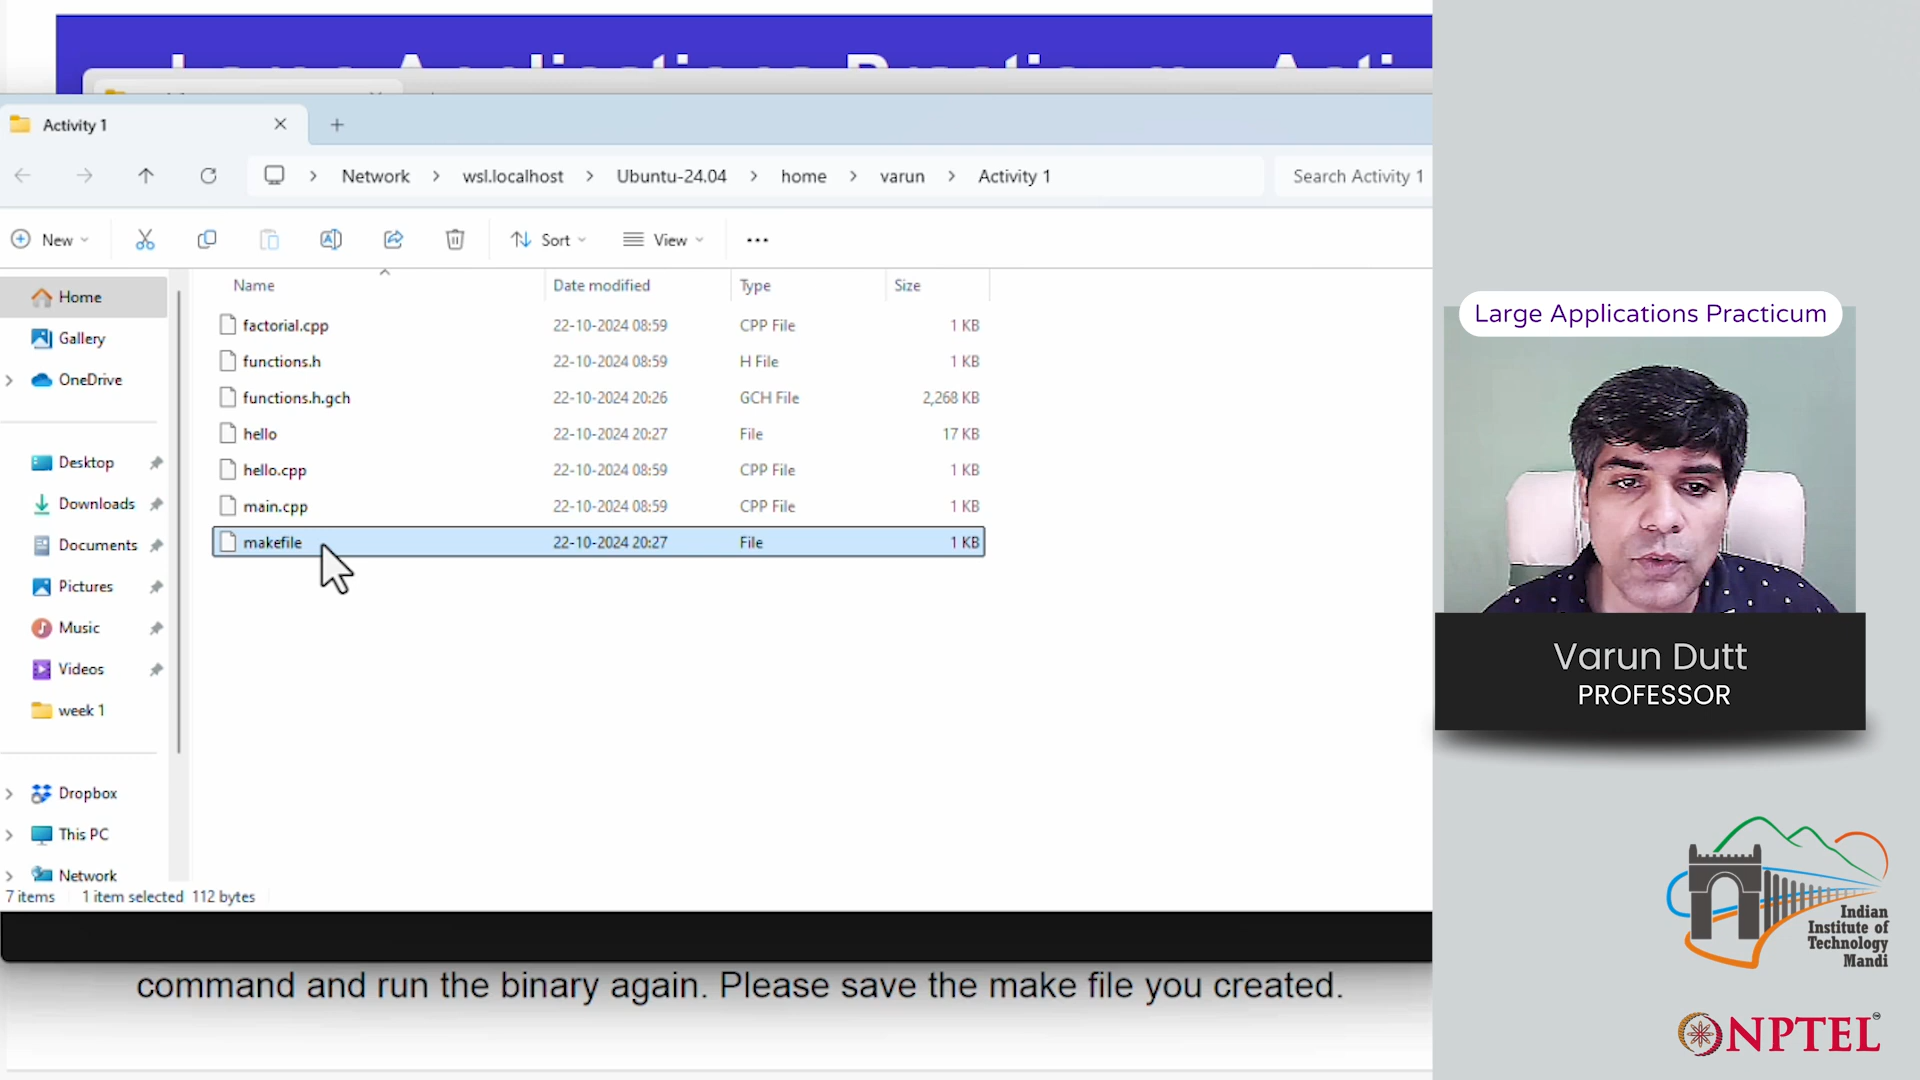 Large Applications Practicum - Acti
Activity 1
Network > wsl.localhost > Ubuntu-24.04 > home > varun > Activity 1
Search Activity 1
New
Sort
View
Name Date modified Type Size
factorial.cpp 22-10-2024 08:59 CPP File 1 KB
functions.h 22-10-2024 08:59 H File 1 KB
functions.h.gch 22-10-2024 20:26 GCH File 2,268 KB
hello 22-10-2024 20:27 File 17 KB
hello.cpp 22-10-2024 08:59 CPP File 1 KB
main.cpp 22-10-2024 08:59 CPP File 1 KB
makefile 22-10-2024 20:27 File 1 KB
Home
Gallery
OneDrive
Desktop
Downloads
Documents
Pictures
Music
Videos
week 1
Dropbox
This PC
Network
7 items 1 item selected 112 bytes
command and run the binary again. Please save the make file you created.
Large Applications Practicum
Varun Dutt
PROFESSOR
Indian
Institute of
Technology
Mandi
NPTEL